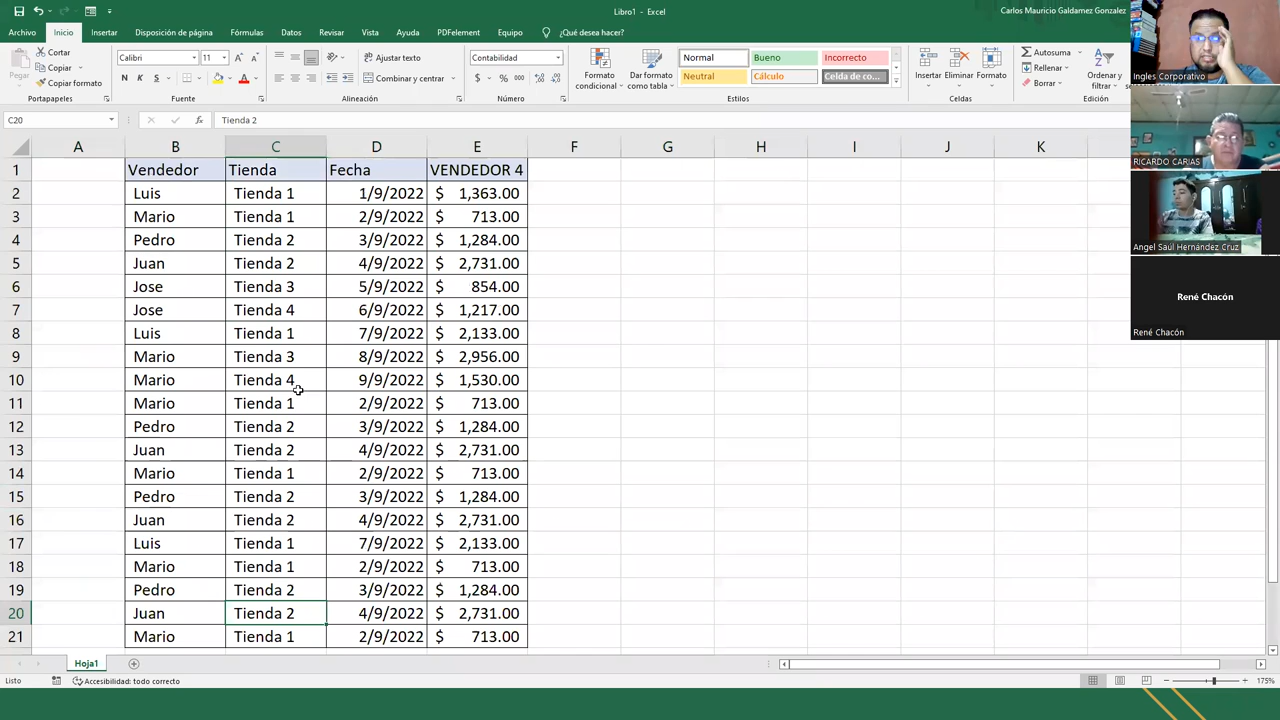 Libro1 - Excel
Carlos Mauricio Galdamez Gonzalez
Archivo Inicio Insertar Disposición de página Fórmulas Datos Revisar Vista Ayuda PDFelement Equipo ¿Qué desea hacer?
Pegar
Cortar
Copiar
Copiar formato
Portapapeles
Calibri 11
N K S
Fuente
Ajustar texto
Combinar y centrar
Alineación
Contabilidad
$ % 000
Número
Formato condicional
Dar formato como tabla
Normal Bueno Incorrecto
Neutral Cálculo Celda de co...
Estilos
Insertar Eliminar Formato
Celdas
Autosuma
Rellenar
Borrar
Ordenar y
Edición
C20 fx Tienda 2
A B C D E F G H I J K
1 Vendedor Tienda Fecha VENDEDOR 4
2 Luis Tienda 1 1/9/2022 $ 1,363.00
3 Mario Tienda 1 2/9/2022 $ 713.00
4 Pedro Tienda 2 3/9/2022 $ 1,284.00
5 Juan Tienda 2 4/9/2022 $ 2,731.00
6 Jose Tienda 3 5/9/2022 $ 854.00
7 Jose Tienda 4 6/9/2022 $ 1,217.00
8 Luis Tienda 1 7/9/2022 $ 2,133.00
9 Mario Tienda 3 8/9/2022 $ 2,956.00
10 Mario Tienda 4 9/9/2022 $ 1,530.00
11 Mario Tienda 1 2/9/2022 $ 713.00
12 Pedro Tienda 2 3/9/2022 $ 1,284.00
13 Juan Tienda 2 4/9/2022 $ 2,731.00
14 Mario Tienda 1 2/9/2022 $ 713.00
15 Pedro Tienda 2 3/9/2022 $ 1,284.00
16 Juan Tienda 2 4/9/2022 $ 2,731.00
17 Luis Tienda 1 7/9/2022 $ 2,133.00
18 Mario Tienda 1 2/9/2022 $ 713.00
19 Pedro Tienda 2 3/9/2022 $ 1,284.00
20 Juan Tienda 2 4/9/2022 $ 2,731.00
21 Mario Tienda 1 2/9/2022 $ 713.00
Hoja1
Listo Accesibilidad: todo correcto 175%
Ingles Corporativo
RICARDO CARIAS
Angel Saúl Hernández Cruz
René Chacón
René Chacón